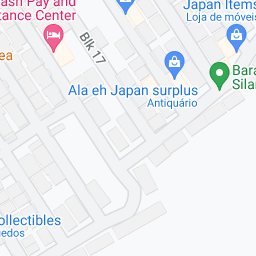 ash Pay and
tance Center
Japan Items
Loja de móveis
Blk 17
ea
Ala eh Japan surplus
Antiquário
Bara
Silan
ollectibles
uedos